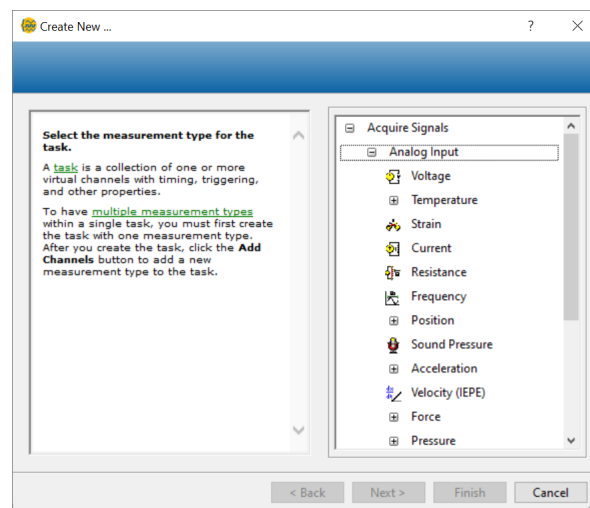 Create New ...
Select the measurement type for the
task.
A task is a collection of one or more
virtual channels with timing, triggering,
and other properties.
To have multiple measurement types
within a single task, you must first create
the task with one measurement type.
After you create the task, click the Add
Channels button to add a new
measurement type to the task.
Acquire Signals
Analog Input
Voltage
Temperature
Strain
Current
Resistance
Frequency
Position
Sound Pressure
Acceleration
Velocity (IEPE)
Force
Pressure
< Back Next > Finish Cancel